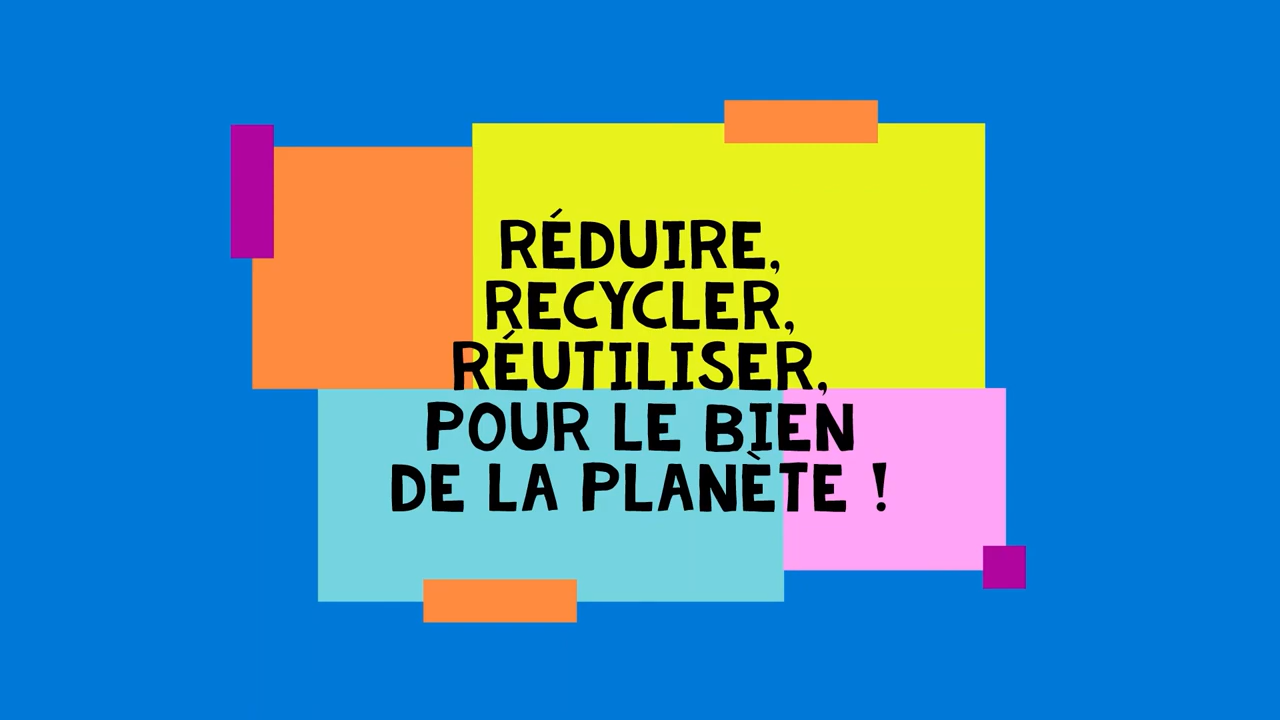 RÉDUIRE,
RECYCLER,
RÉUTILISER,
POUR LE BIEN
DE LA PLANÈTE !